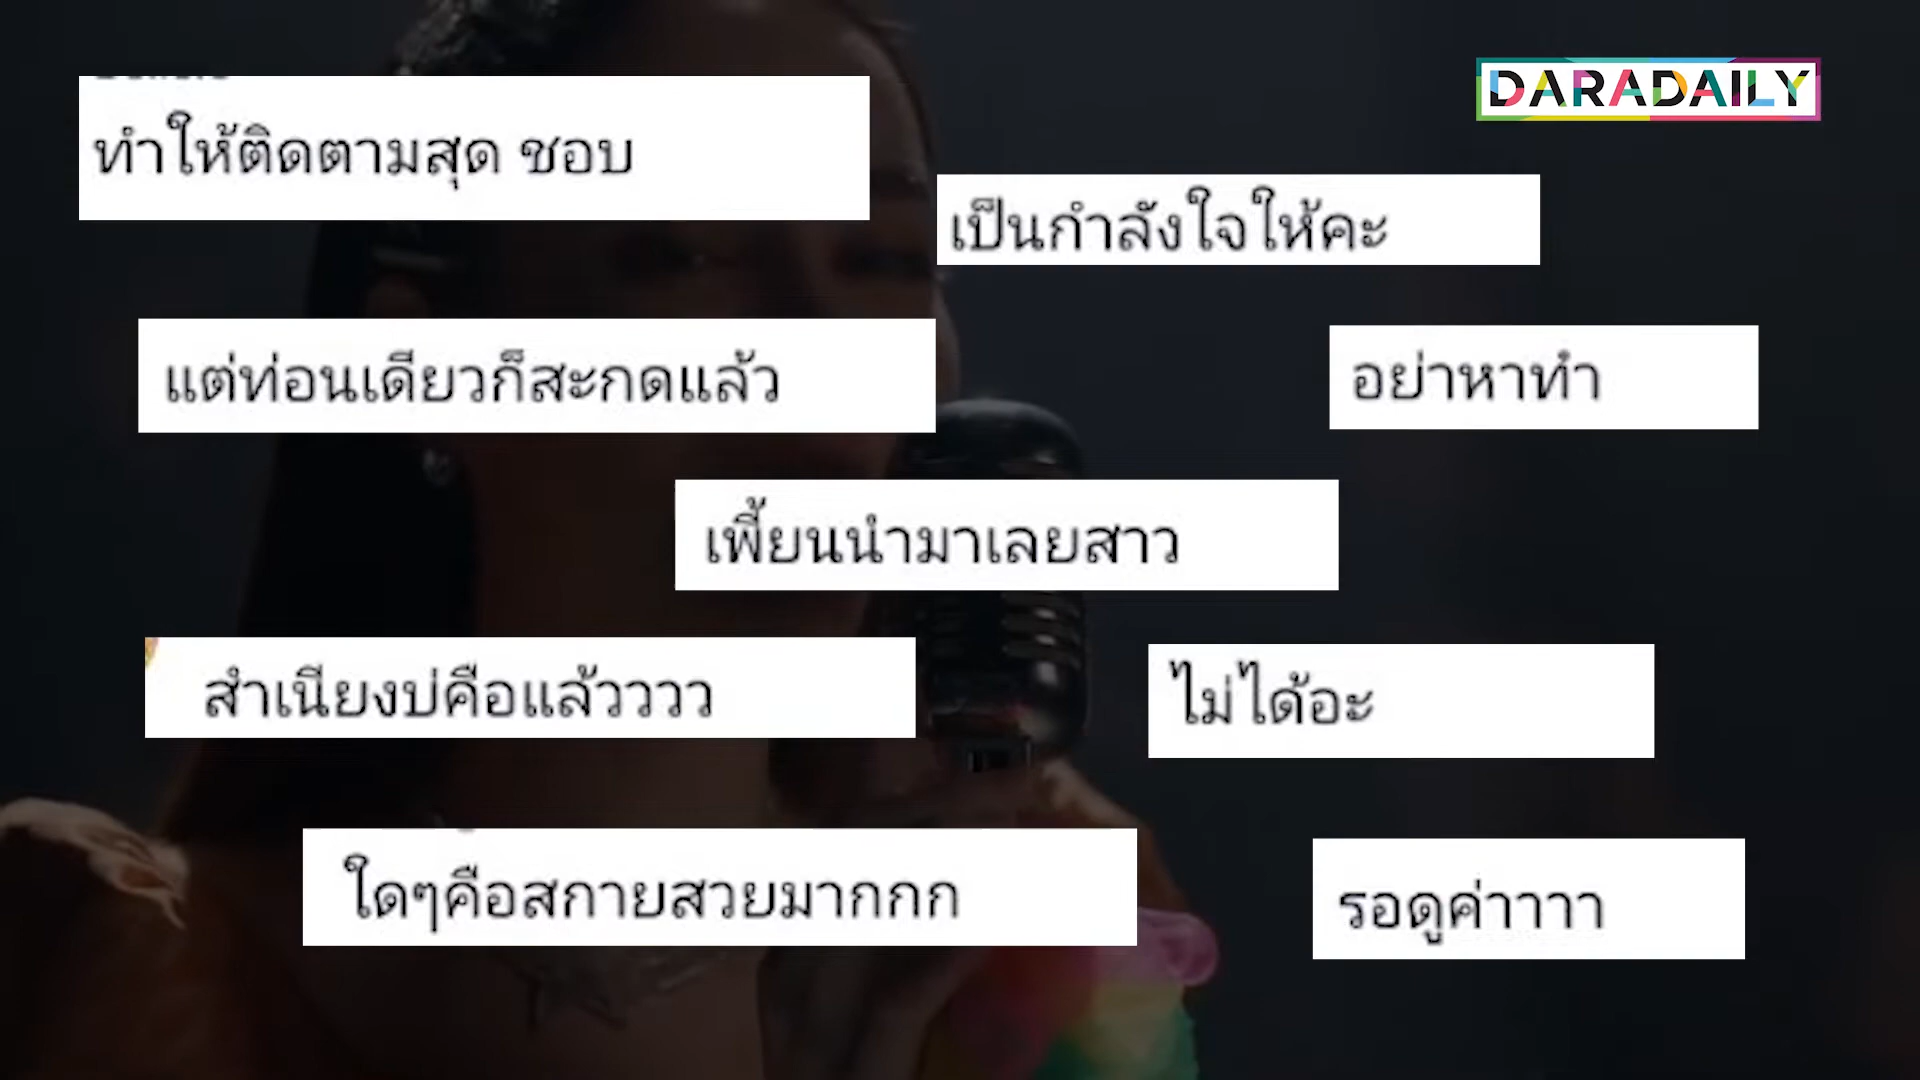 DARADAILY
ทำให้ติดตามสุด ชอบ
เป็นกำลังใจให้คะ
แต่ท่อนเดียวก็สะกดแล้ว
อย่าหาทำ
เพี้ยนนำมาเลยสาว
สำเนียงบ่คือแล้วววว
ไม่ได้อะ
ใดๆคือสกายสวยมากกก
รอดูค่าาาา